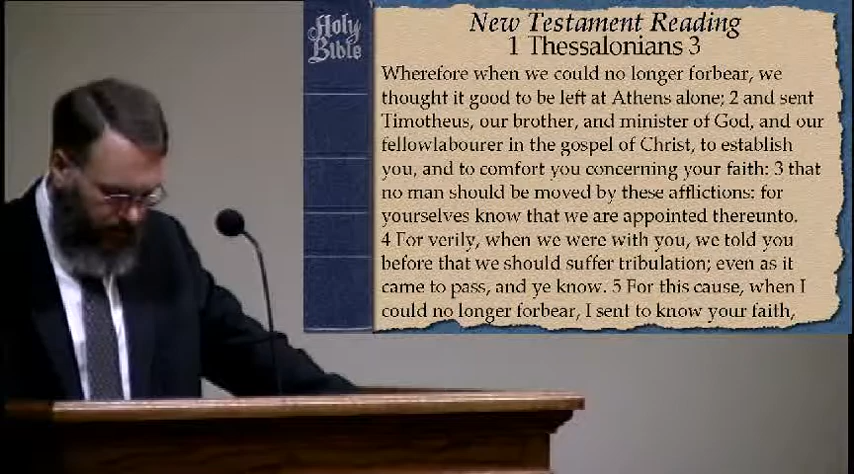 Holy
Bible
New Testament Reading
1 Thessalonians 3
Wherefore when we could no longer forbear, we
thought it good to be left at Athens alone; 2 and sent
Timotheus, our brother, and minister of God, and our
fellowlabourer in the gospel of Christ, to establish
you, and to comfort you concerning your faith: 3 that
no man should be moved by these afflictions: for
yourselves know that we are appointed thereunto.
4 For verily, when we were with you, we told you
before that we should suffer tribulation; even as it
came to pass, and ye know. 5 For this cause, when I
could no longer forbear, I sent to know your faith,